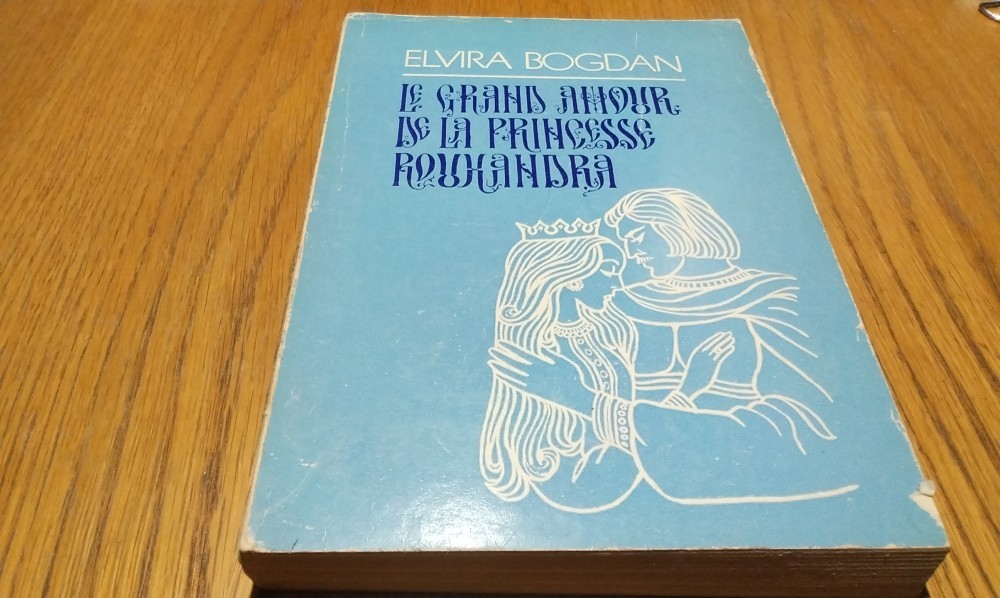 ELVIRA BOGDAN
LE GRAND AMOUR
DE LA PRINCESSE
ROUXANDRA